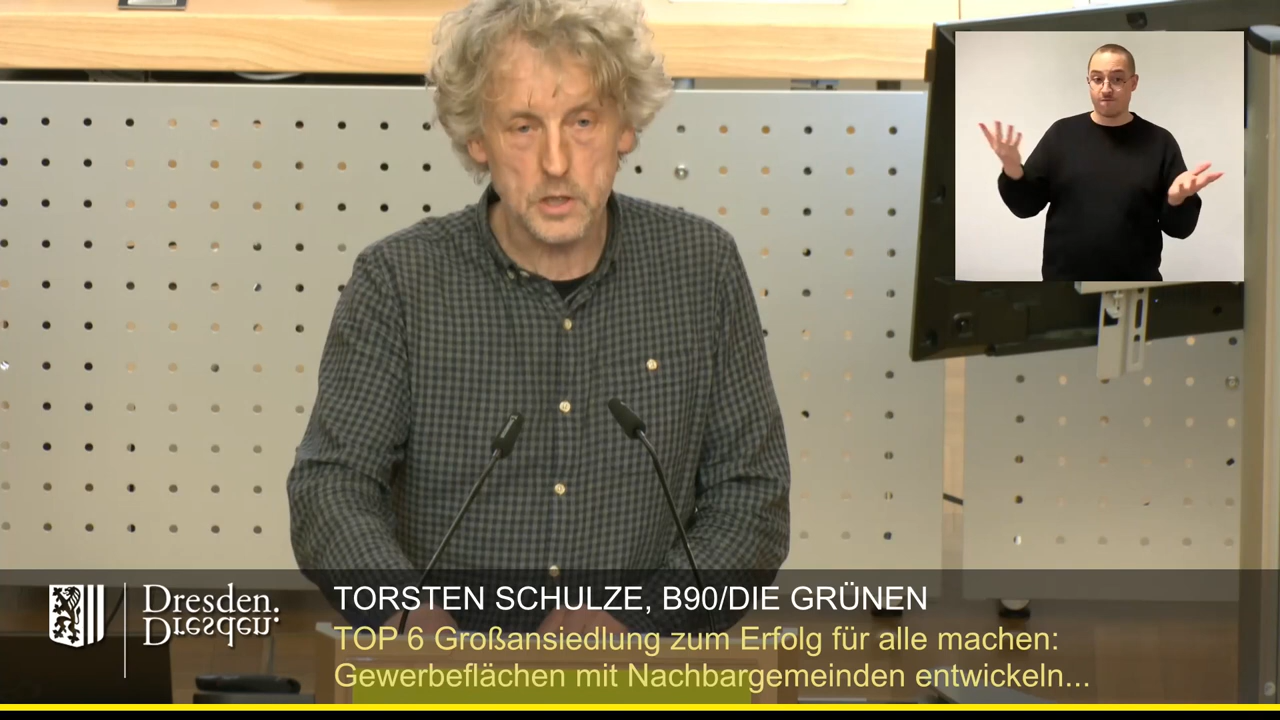 Dresden.
Dresden.
TORSTEN SCHULZE, B90/DIE GRÜNEN
TOP 6 Großansiedlung zum Erfolg für alle machen:
Gewerbeflächen mit Nachbargemeinden entwickeln...